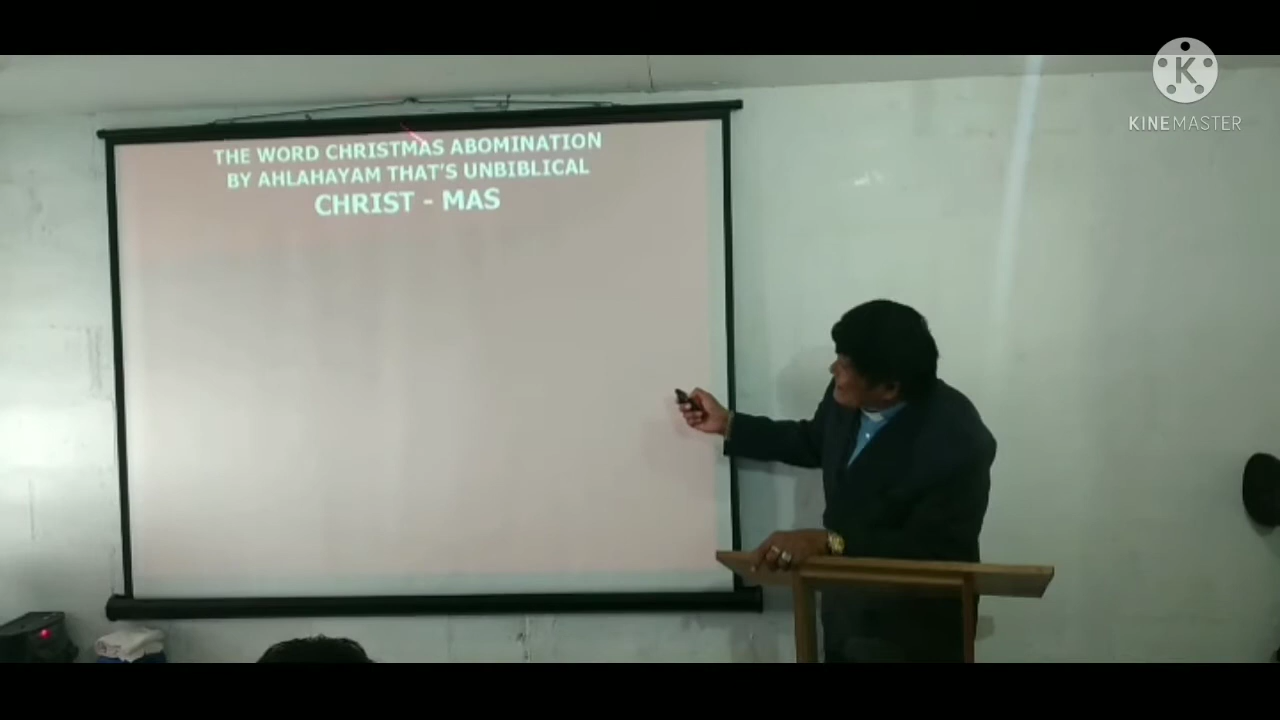 THE WORD CHRISTMAS ABOMINATION
BY AHLAHAYAM THAT'S UNBIBLICAL
CHRIST - MAS
K
KINEMASTER